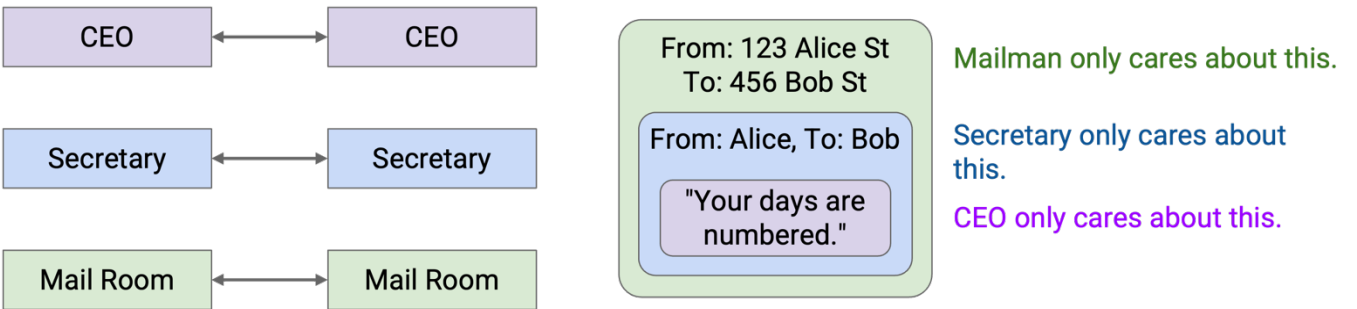 CEO
CEO
Secretary
Secretary
Mail Room
Mail Room
From: 123 Alice St
To: 456 Bob St
From: Alice, To: Bob
"Your days are
numbered."
Mailman only cares about this.
Secretary only cares about
this.
CEO only cares about this.